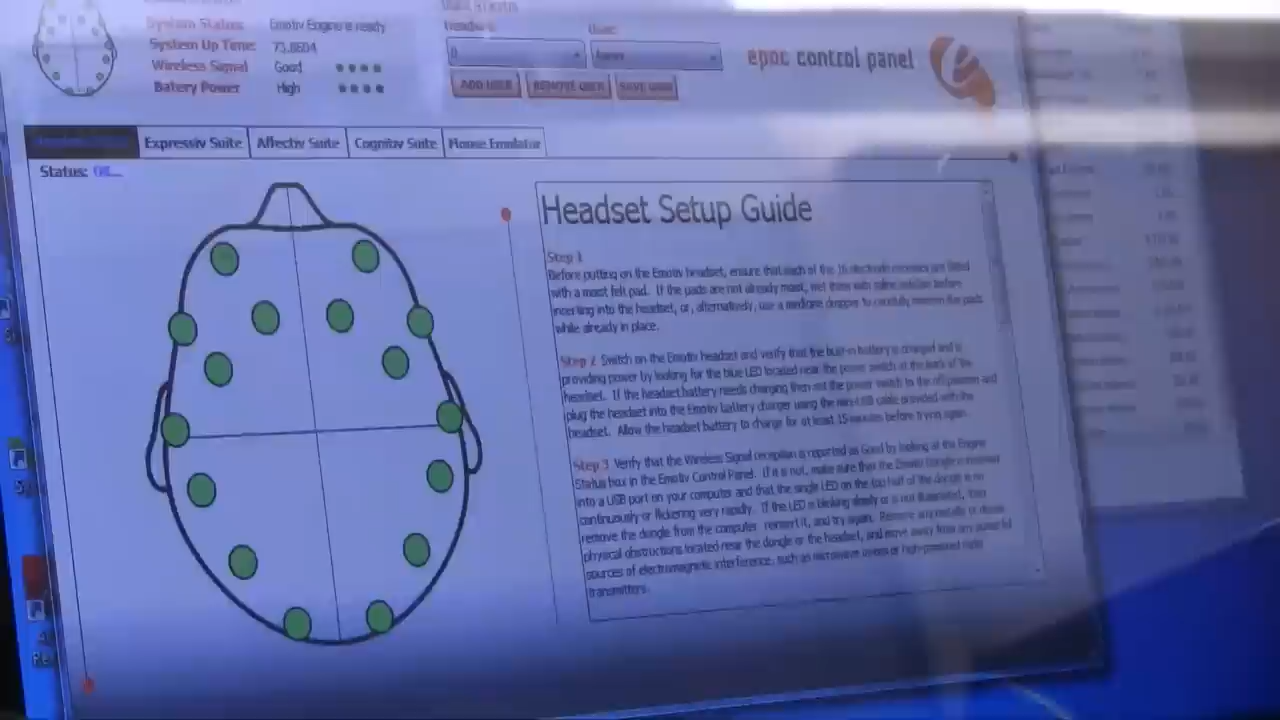 System Status: Emotiv Engine is ready
System Up Time: 73.8604
Wireless Signal Good
Battery Power High
0
ADD USER REMOVE USER SAVE USER
epoc control panel
Expressiv Suite Affectiv Suite Cognitiv Suite Mouse Emulator
Status:
Headset Setup Guide
Step 1
Before putting on the Emotiv headset, ensure that each of the 16 electrode recesses are fitted
with a moist felt pad. If the pads are not already moist, wet them with saline solution before
inserting into the headset, or, alternatively, use a medicine dropper to carefully moisten the pads
while already in place.
Step 2 Switch on the Emotiv headset and verify that the built-in battery is charged and is
providing power by looking for the blue LED located near the power switch at the back of the
headset. If the headset battery needs charging then set the power switch to the off position and
plug the headset into the Emotiv battery charger using the mini-USB cable provided with the
headset. Allow the headset battery to charge for at least 15 minutes before trying again.
Step 3 Verify that the Wireless Signal reception is reported as Good by looking at the Engine
Status box in the Emotiv Control Panel. If it is not, make sure that the Emotiv Dongle is inserted
into a USB port on your computer and that the single LED on the top half of the dongle is on
continuously or flickering very rapidly. If the LED is blinking slowly or is not illuminated, then
remove the dongle from the computer, reinsert it, and try again. Remove any metallic or dense
physical obstructions located near the dongle or the headset, and move away from any powerful
sources of electromagnetic interference, such as microwave ovens or high-powered radio
transmitters.